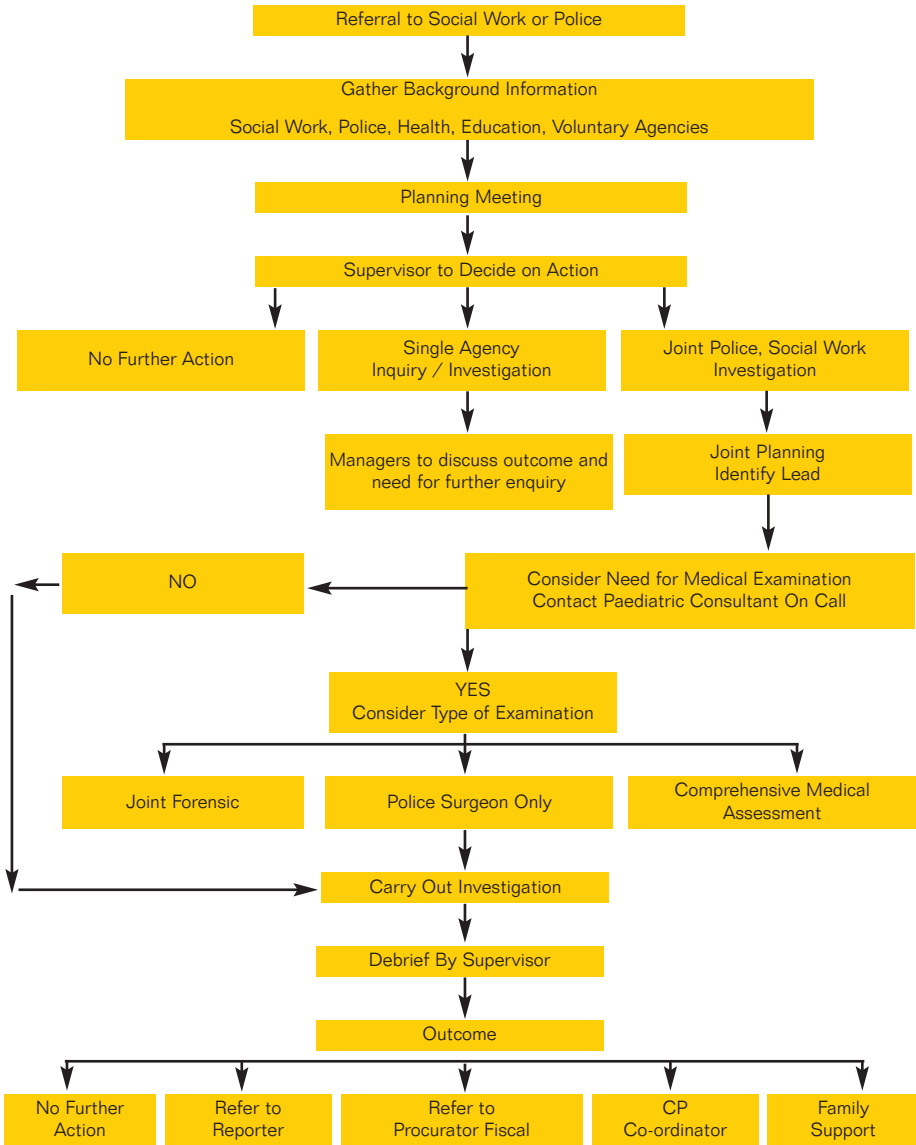 Referral to Social Work or Police
Gather Background Information
Social Work, Police, Health, Education, Voluntary Agencies
Planning Meeting
Supervisor to Decide on Action
No Further Action
Single Agency
Inquiry / Investigation
Joint Police, Social Work
Investigation
Managers to discuss outcome and
need for further enquiry
Joint Planning
Identify Lead
NO
Consider Need for Medical Examination
Contact Paediatric Consultant On Call
YES
Consider Type of Examination
Joint Forensic
Police Surgeon Only
Comprehensive Medical
Assessment
Carry Out Investigation
Debrief By Supervisor
Outcome
No Further
Action
Refer to
Reporter
Refer to
Procurator Fiscal
CP
Co-ordinator
Family
Support